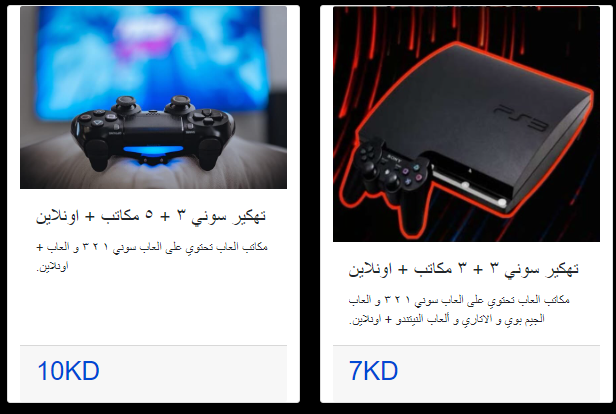 تهكير سوني ٣ + ٥ مكاتب + اونلاين
مكاتب العاب تحتوي على العاب سوني ١ ٢ ٣ و العاب +
اونلاين.
10KD
PS3
SONY
تهكير سوني ٣ + ٣ مكاتب + اونلاين
مكاتب العاب تحتوي على العاب سوني ١ ٢ ٣ و العاب
الجيم بوي و الاتاري و ألعاب النيتندو + اونلاين.
7KD